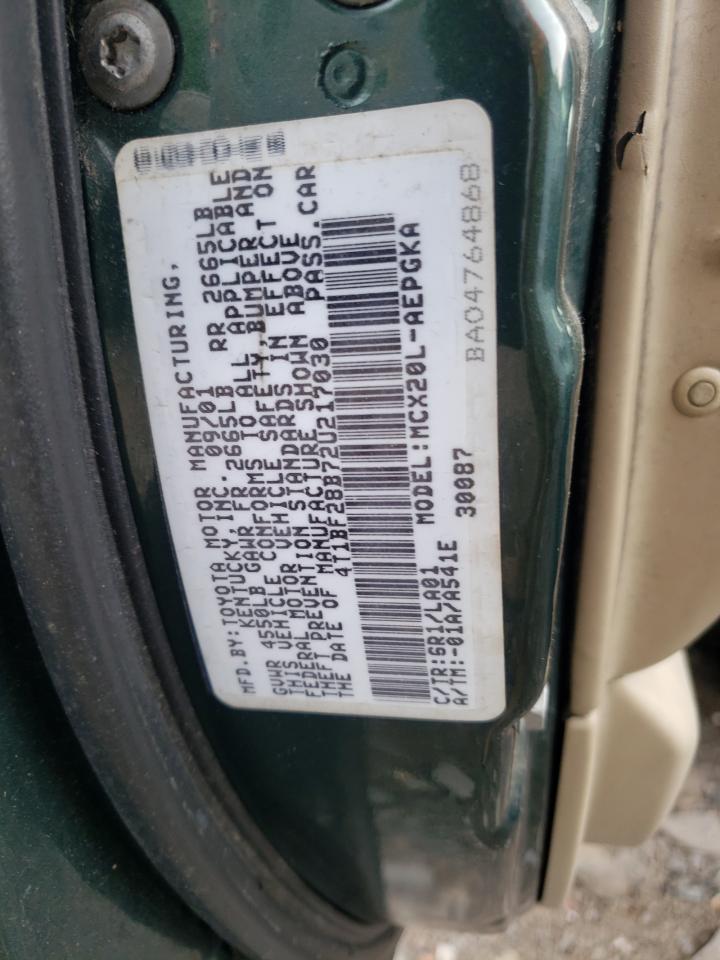 MFD. BY: TOYOTA MOTOR MANUFACTURING,
KENTUCKY, INC. 09/01
GVWR 4550LB GAWR FR 2665LB RR 2665LB
THIS VEHICLE CONFORMS TO ALL APPLICABLE
FEDERAL MOTOR VEHICLE SAFETY, BUMPER AND
THEFT PREVENTION STANDARDS IN EFFECT ON
THE DATE OF MANUFACTURE SHOWN ABOVE
4T1BF28B72U217030 PASS. CAR
MODEL: MCX20L-AEPGKA
C/TR: 6R1/LA01 30087
A/TM: -01A/A541E
BA04764868